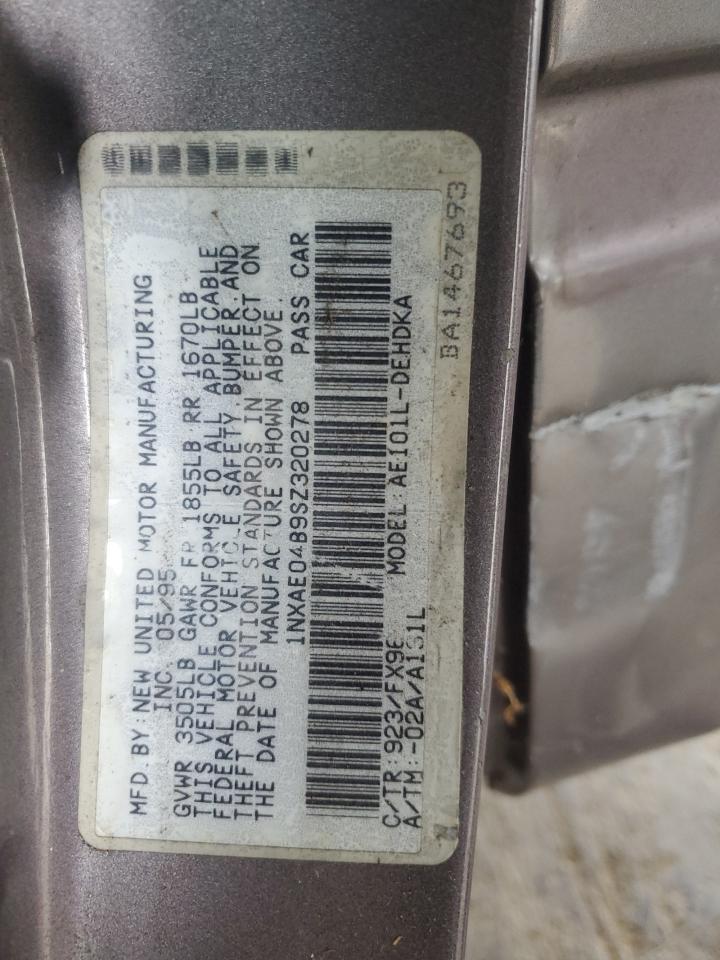 MFD. BY: NEW UNITED MOTOR MANUFACTURING
INC. 05/95
GVWR 3505LB GAWR FR 1855LB RR 1670LB
THIS VEHICLE CONFORMS TO ALL APPLICABLE
FEDERAL MOTOR VEHICLE SAFETY BUMPER, AND
THEFT PREVENTION STANDARDS IN EFFECT ON
THE DATE OF MANUFACTURE SHOWN ABOVE.
1NXAE04B9SZ320278 PASS CAR
C/TR: 923/FX96 MODEL: AE101L-DEHDKA
A/TM: -02A/A131L
BA1467693